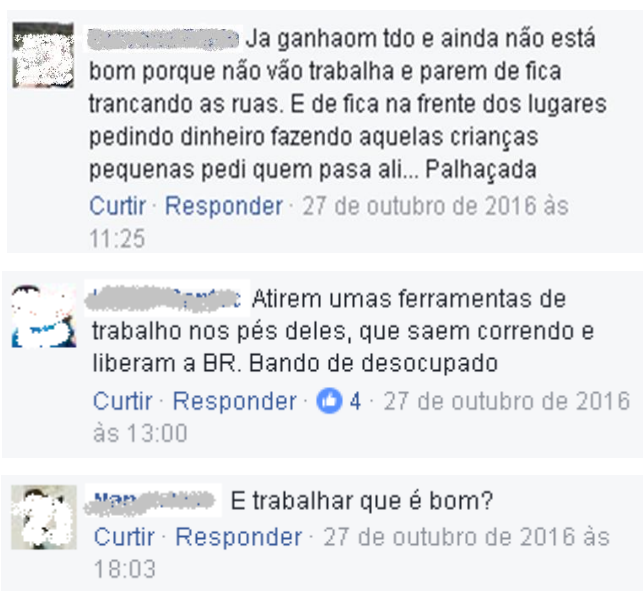 Ja ganhaom tdo e ainda não está
bom porque não vão trabalha e parem de fica
trancando as ruas. E de fica na frente dos lugares
pedindo dinheiro fazendo aquelas crianças
pequenas pedi quem pasa ali... Palhaçada
Curtir · Responder · 27 de outubro de 2016 às
11:25
Atirem umas ferramentas de
trabalho nos pés deles, que saem correndo e
liberam a BR. Bando de desocupado
Curtir · Responder · 4 · 27 de outubro de 2016
às 13:00
E trabalhar que é bom?
Curtir · Responder · 27 de outubro de 2016 às
18:03